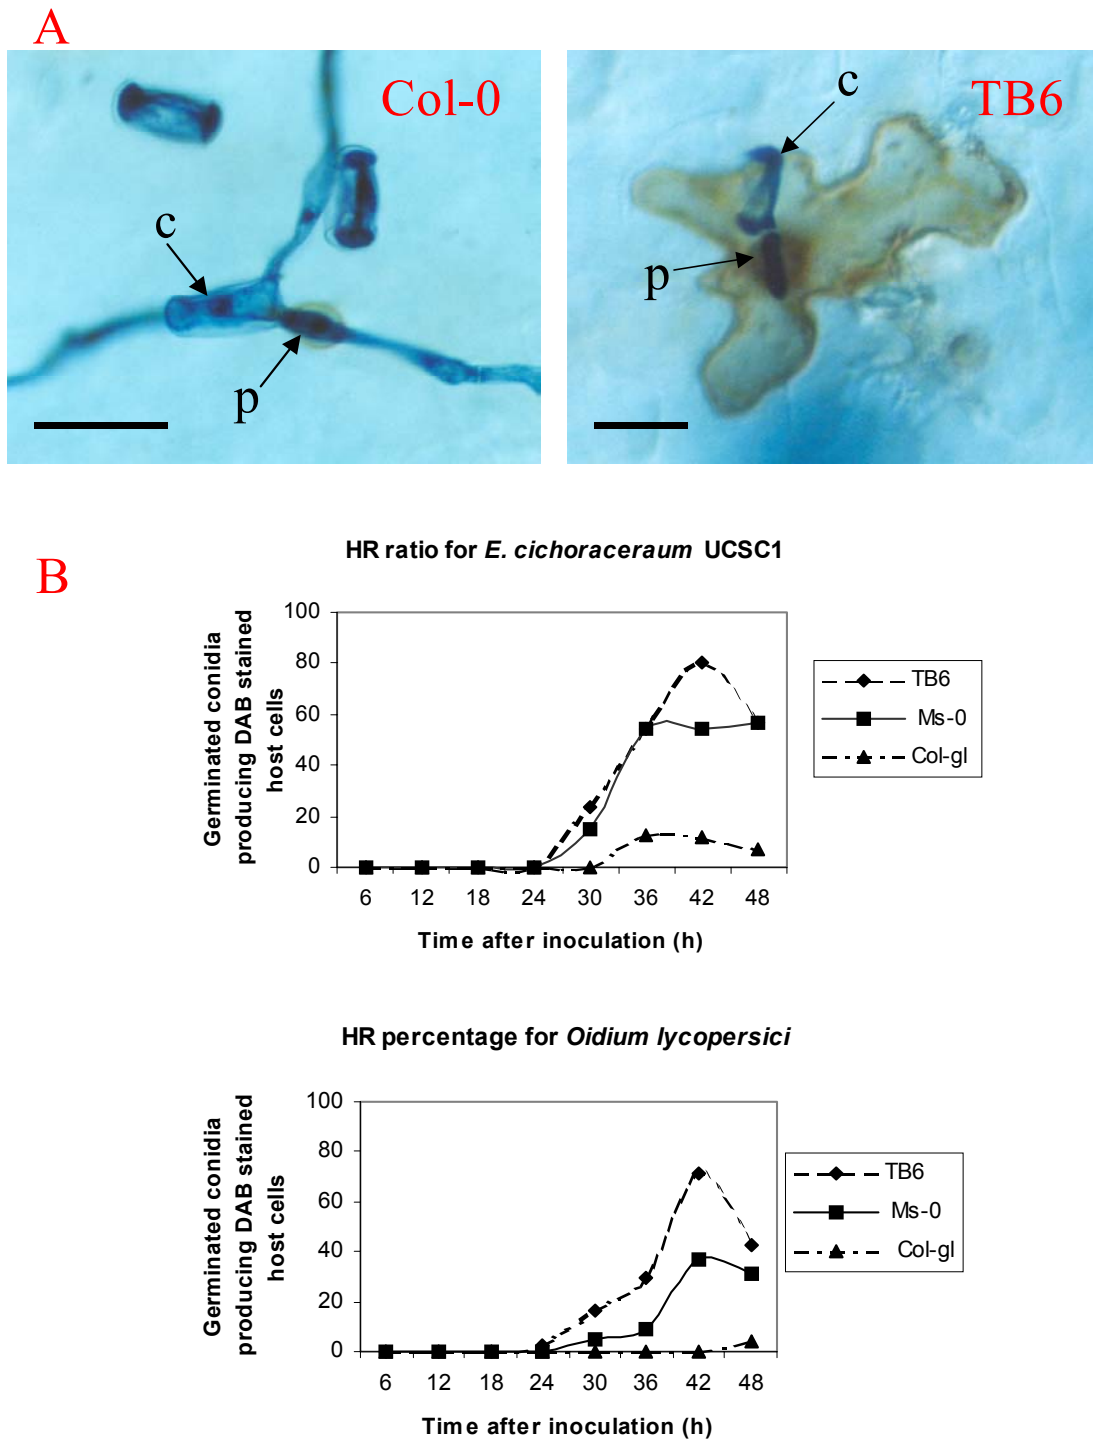 A
Col-0
c
p
TB6
c
p
B
HR ratio for E. cichoraceraum UCSC1
Germinated conidia
producing DAB stained
host cells
100
80
60
40
20
0
6 12 18 24 30 36 42 48
Time after inoculation (h)
TB6
Ms-0
Col-gl
HR percentage for Oidium lycopersici
Germinated conidia
producing DAB stained
host cells
100
80
60
40
20
0
6 12 18 24 30 36 42 48
Time after inoculation (h)
TB6
Ms-0
Col-gl